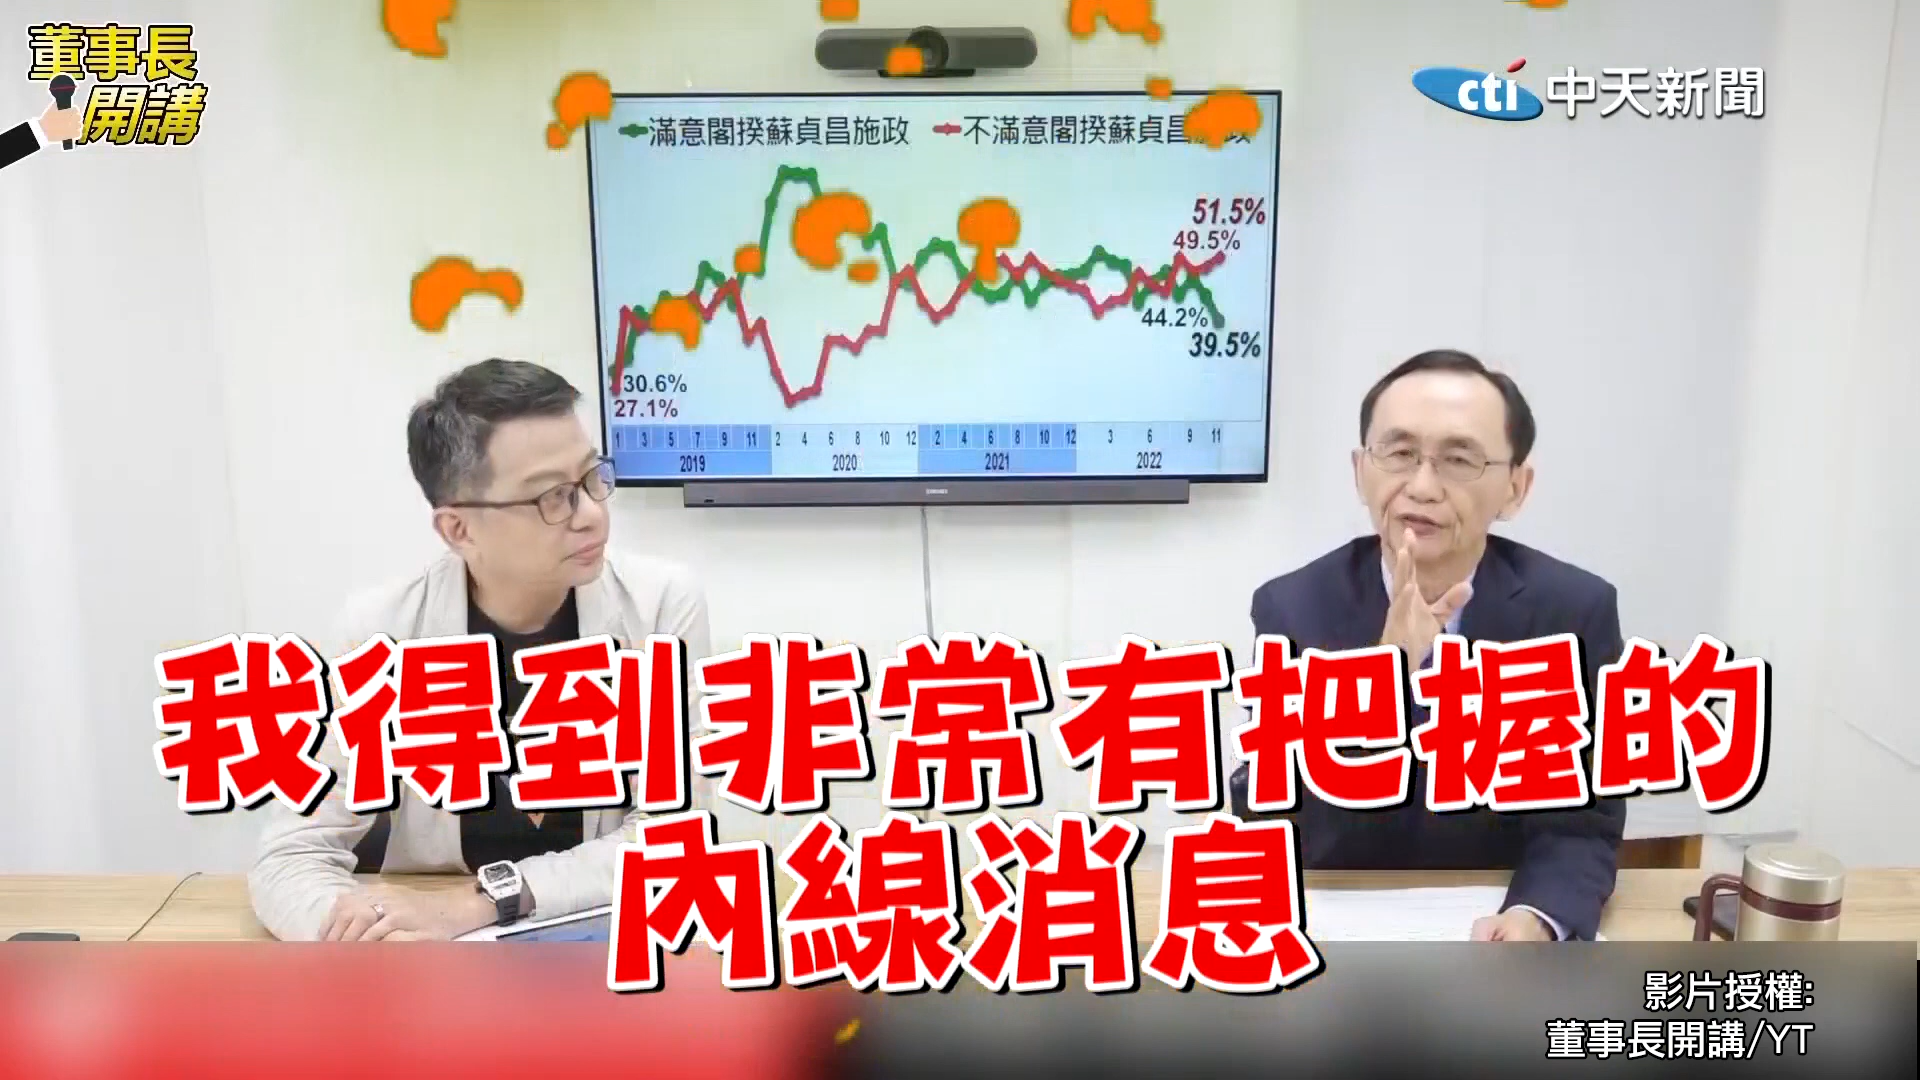 董事長
開講
cti 中天新聞
滿意閣揆蘇貞昌施政 不滿意閣揆蘇貞昌施政
51.5%
49.5%
44.2%
39.5%
30.6%
27.1%
1 3 5 7 9 11 2 4 6 8 10 12 2 4 6 8 10 12 3 6 9 11
2019 2020 2021 2022
我得到非常有把握的
內線消息
影片授權:
董事長開講/YT